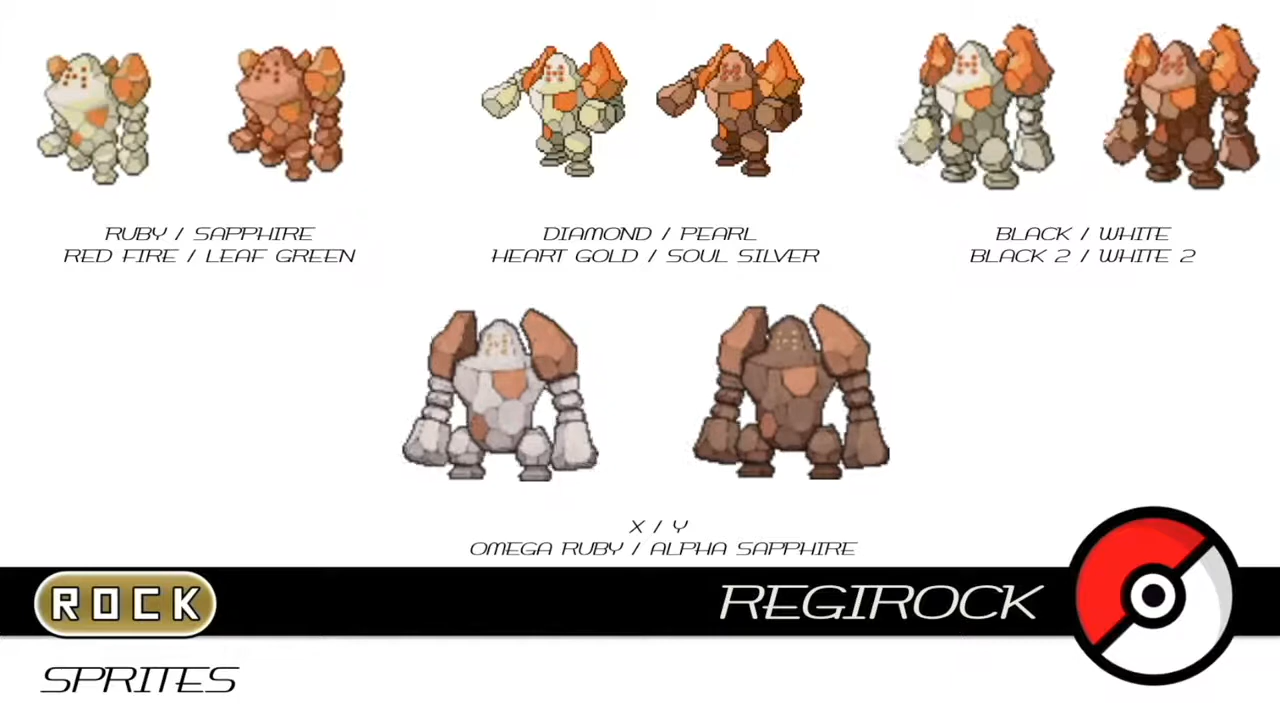 RUBY / SAPPHIRE
RED FIRE / LEAF GREEN
DIAMOND / PEARL
HEART GOLD / SOUL SILVER
BLACK / WHITE
BLACK 2 / WHITE 2
X / Y
OMEGA RUBY / ALPHA SAPPHIRE
ROCK
REGIROCK
SPRITES